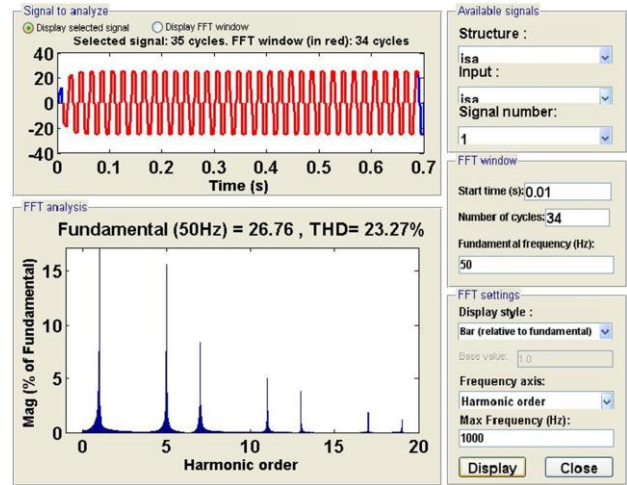 Signal to analyze
Display selected signal Display FFT window
Selected signal: 35 cycles. FFT window (in red): 34 cycles
40
20
0
-20
-40
0 0.1 0.2 0.3 0.4 0.5 0.6 0.7
Time (s)
FFT analysis
Fundamental (50Hz) = 26.76 , THD= 23.27%
Mag (% of Fundamental)
15
10
5
0
0 5 10 15 20
Harmonic order
Available signals
Structure :
isa
Input :
isa
Signal number:
1
FFT window
Start time (s): 0.01
Number of cycles: 34
Fundamental frequency (Hz):
50
FFT settings
Display style :
Bar (relative to fundamental)
Base value: 1.0
Frequency axis:
Harmonic order
Max Frequency (Hz):
1000
Display Close